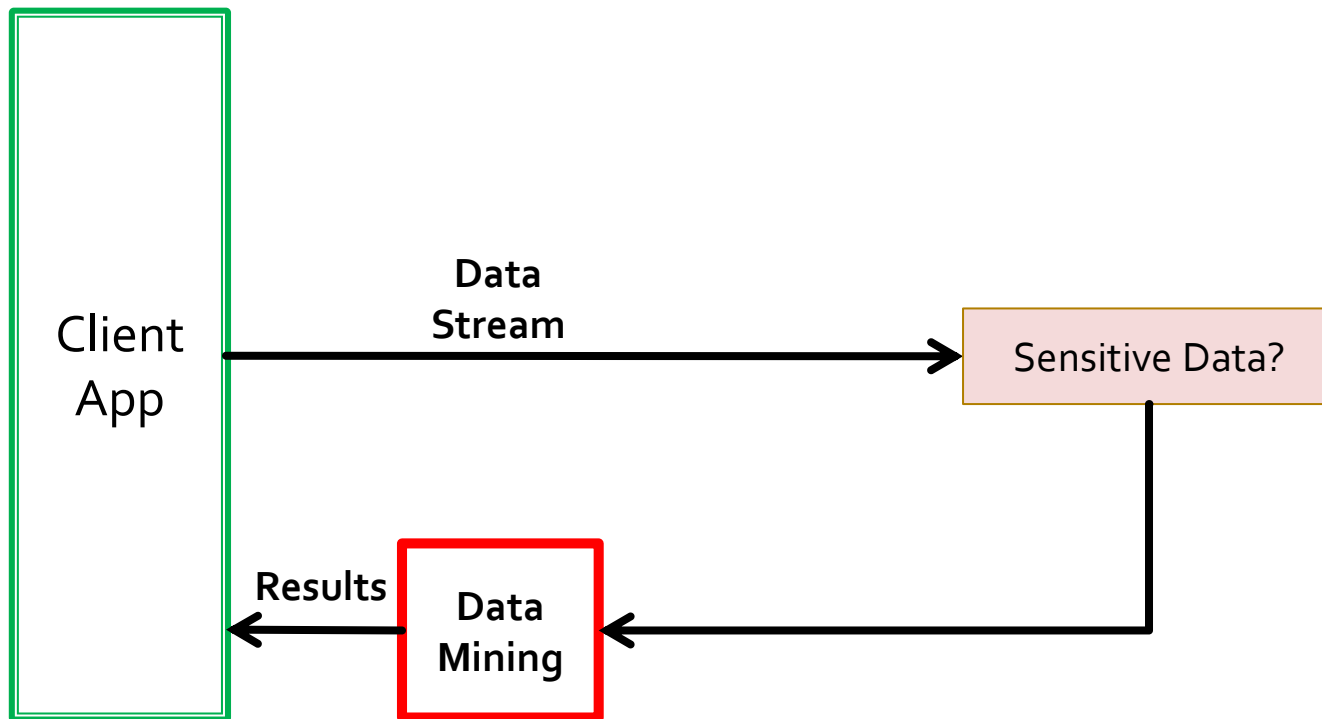 Data
Stream
Client
App
Sensitive Data?
Results
Data
Mining